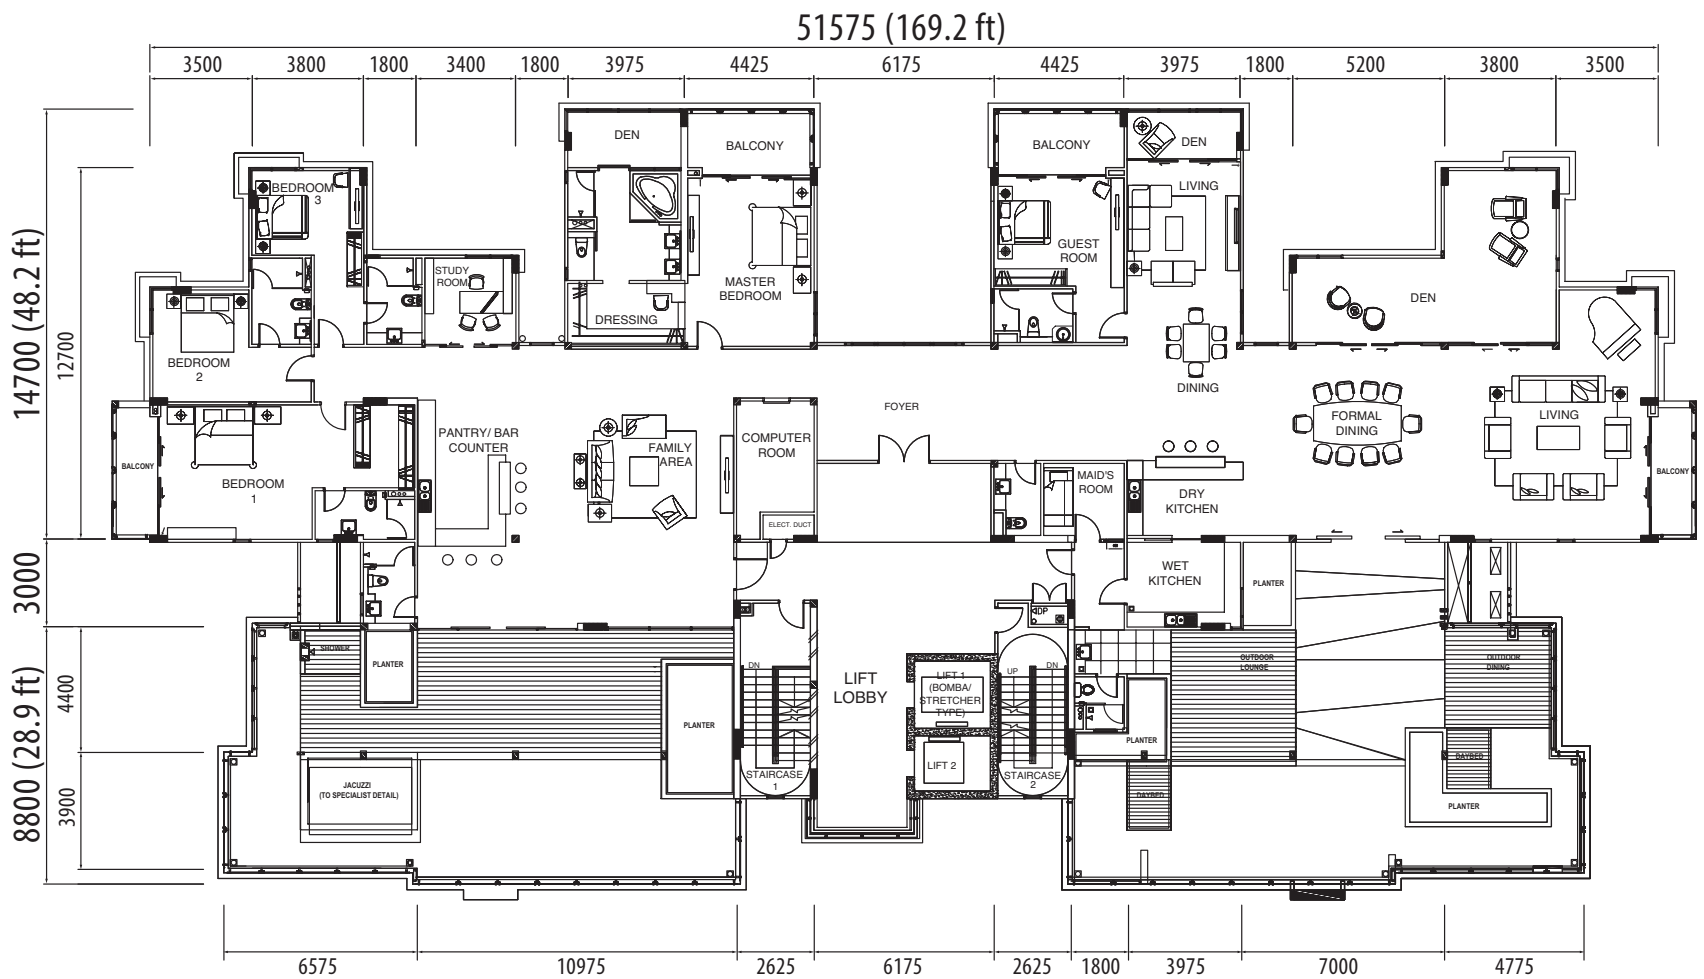 51575 (169.2 ft)
3500 3800 1800 3400 1800 3975 4425 6175 4425 3975 1800 5200 3800 3500
14700 (48.2 ft)
12700
3000
8800 (28.9 ft)
4400
3900
DEN
BALCONY
BALCONY
DEN
BEDROOM
3
LIVING
STUDY
ROOM
GUEST
ROOM
MASTER
BEDROOM
DEN
DRESSING
BEDROOM
2
DINING
FOYER
PANTRY/ BAR
COUNTER
FAMILY
AREA
COMPUTER
ROOM
FORMAL
DINING
LIVING
BALCONY
BEDROOM
1
MAID'S
ROOM
DRY
KITCHEN
BALCONY
ELECT. DUCT
WET
KITCHEN
PLANTER
DP
SHOWER
PLANTER
DN
UP
DN
OUTDOOR
LOUNGE
OUTDOOR
DINING
LIFT
LOBBY
LIFT 1
(BOMBA/
STRETCHER
TYPE)
PLANTER
PLANTER
LIFT 2
STAIRCASE
1
STAIRCASE
2
DAYBED
JACUZZI
(TO SPECIALIST DETAIL)
DAYBED
PLANTER
6575 10975 2625 6175 2625 1800 3975 7000 4775